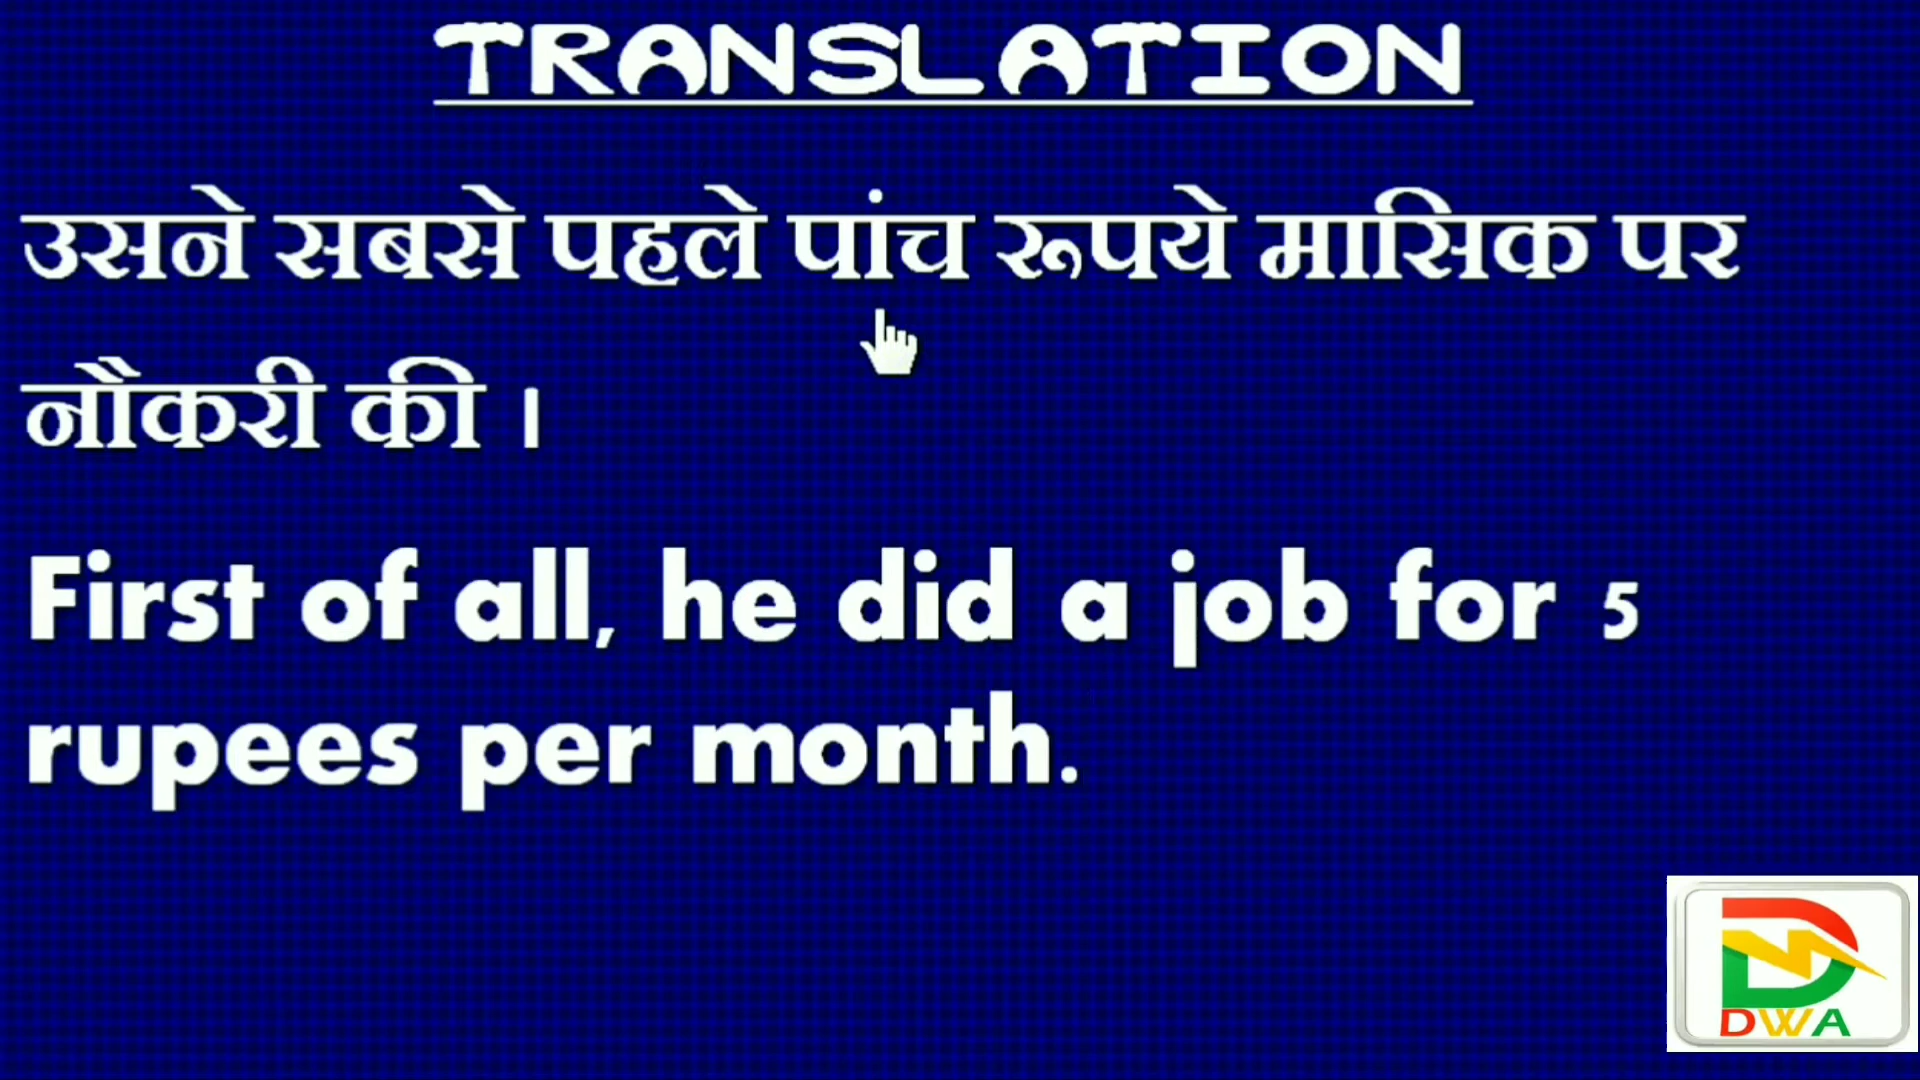 TRANSLATION
उसने सबसे पहले पांच रूपये मासिक पर
नौकरी की ।
First of all, he did a job for 5
rupees per month.
DWA